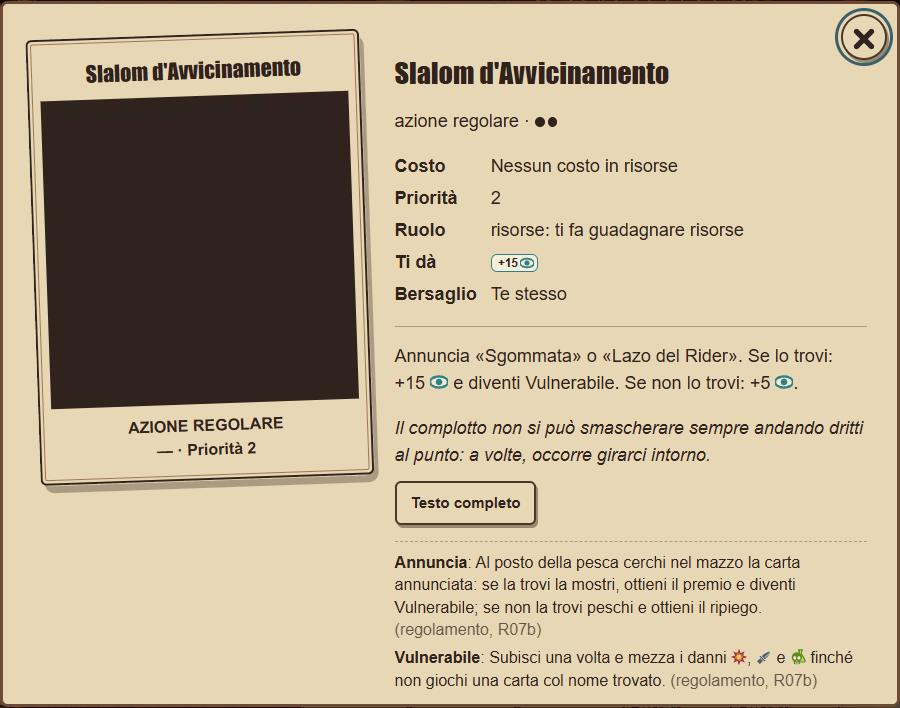 Slalom d'Avvicinamento
AZIONE REGOLARE
— · Priorità 2
Slalom d'Avvicinamento
azione regolare · ●●
Costo Nessun costo in risorse
Priorità 2
Ruolo risorse: ti fa guadagnare risorse
Ti dà +15
Bersaglio Te stesso
Annuncia «Sgommata» o «Lazo del Rider». Se lo trovi:
+15 e diventi Vulnerabile. Se non lo trovi: +5 .
Il complotto non si può smascherare sempre andando dritti
al punto: a volte, occorre girarci intorno.
Testo completo
Annuncia: Al posto della pesca cerchi nel mazzo la carta
annunciata: se la trovi la mostri, ottieni il premio e diventi
Vulnerabile; se non la trovi peschi e ottieni il ripiego.
(regolamento, R07b)
Vulnerabile: Subisci una volta e mezza i danni , e finché
non giochi una carta col nome trovato. (regolamento, R07b)